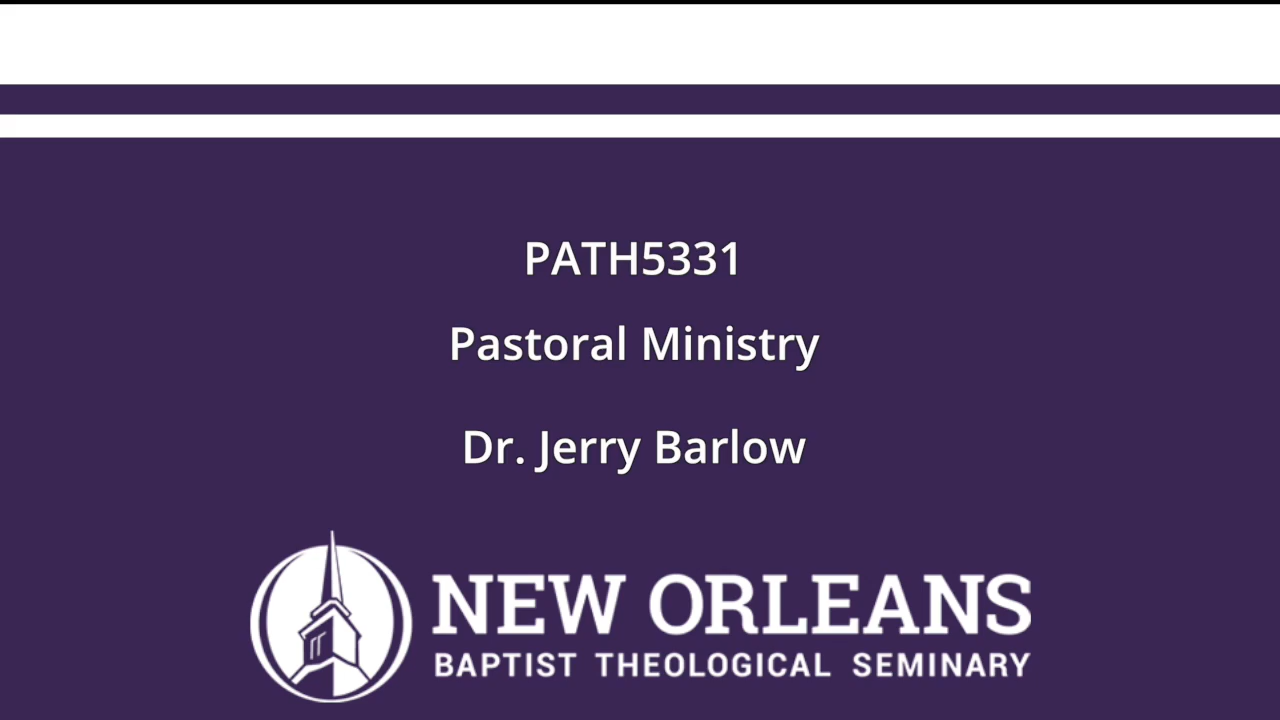 PATH5331
Pastoral Ministry
Dr. Jerry Barlow
NEW ORLEANS
BAPTIST THEOLOGICAL SEMINARY